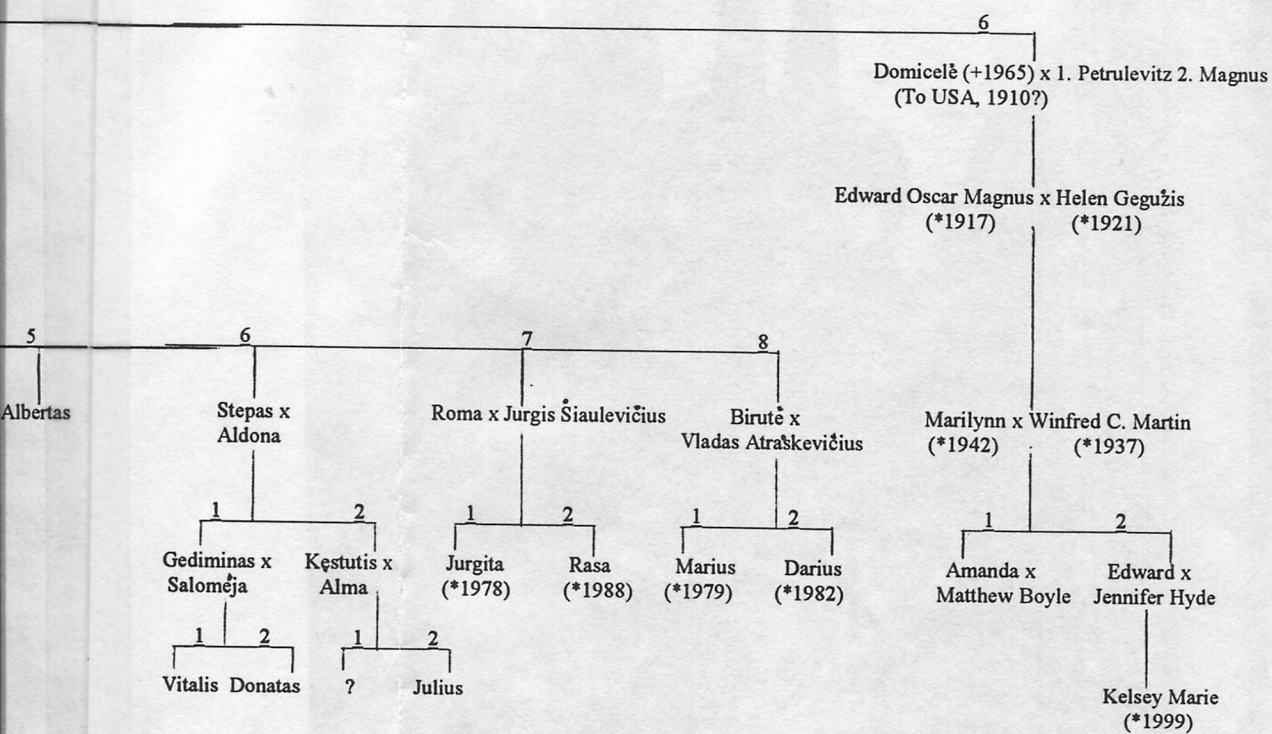 6
Domicelė (+1965) x 1. Petrulevitz 2. Magnus
(To USA, 1910?)
Edward Oscar Magnus x Helen Gegužis
(*1917) (*1921)
5 6 7 8
Albertas
Stepas x
Aldona
Roma x Jurgis Šiaulevičius
Birutė x
Vladas Atraškevičius
Marilynn x Winfred C. Martin
(*1942) (*1937)
1 2
Gediminas x
Salomėja
Kęstutis x
Alma
1 2
Jurgita
(*1978)
Rasa
(*1988)
1 2
Marius
(*1979)
Darius
(*1982)
1 2
Amanda x
Matthew Boyle
Edward x
Jennifer Hyde
1 2
Vitalis Donatas
1 2
? Julius
Kelsey Marie
(*1999)